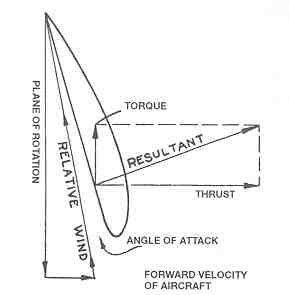 TORQUE
PLANE OF ROTATION
RESULTANT
RELATIVE WIND
THRUST
ANGLE OF ATTACK
FORWARD VELOCITY
OF AIRCRAFT